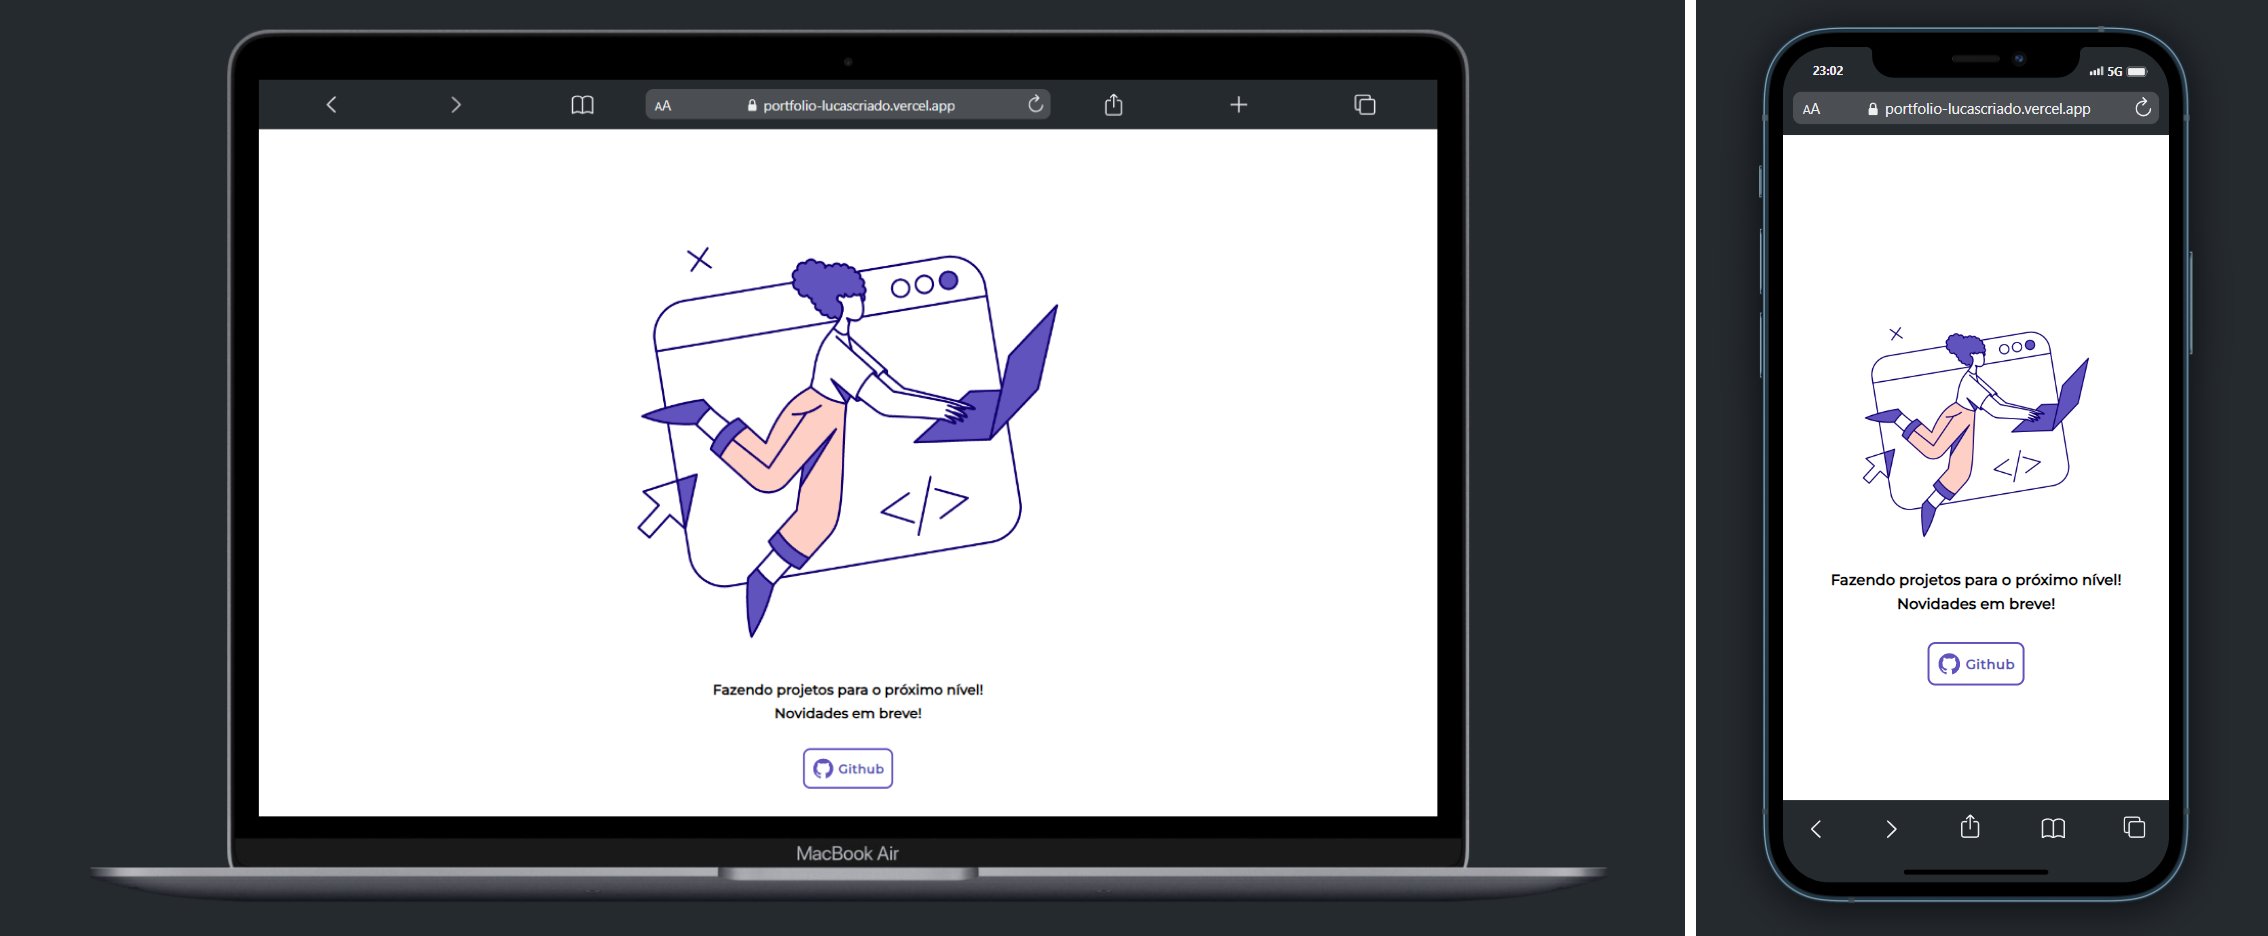 AA portfolio-lucascriado.vercel.app
Fazendo projetos para o próximo nível!
Novidades em breve!
Github
MacBook Air
23:02 5G
AA portfolio-lucascriado.vercel.app
</>
Fazendo projetos para o próximo nível!
Novidades em breve!
Github